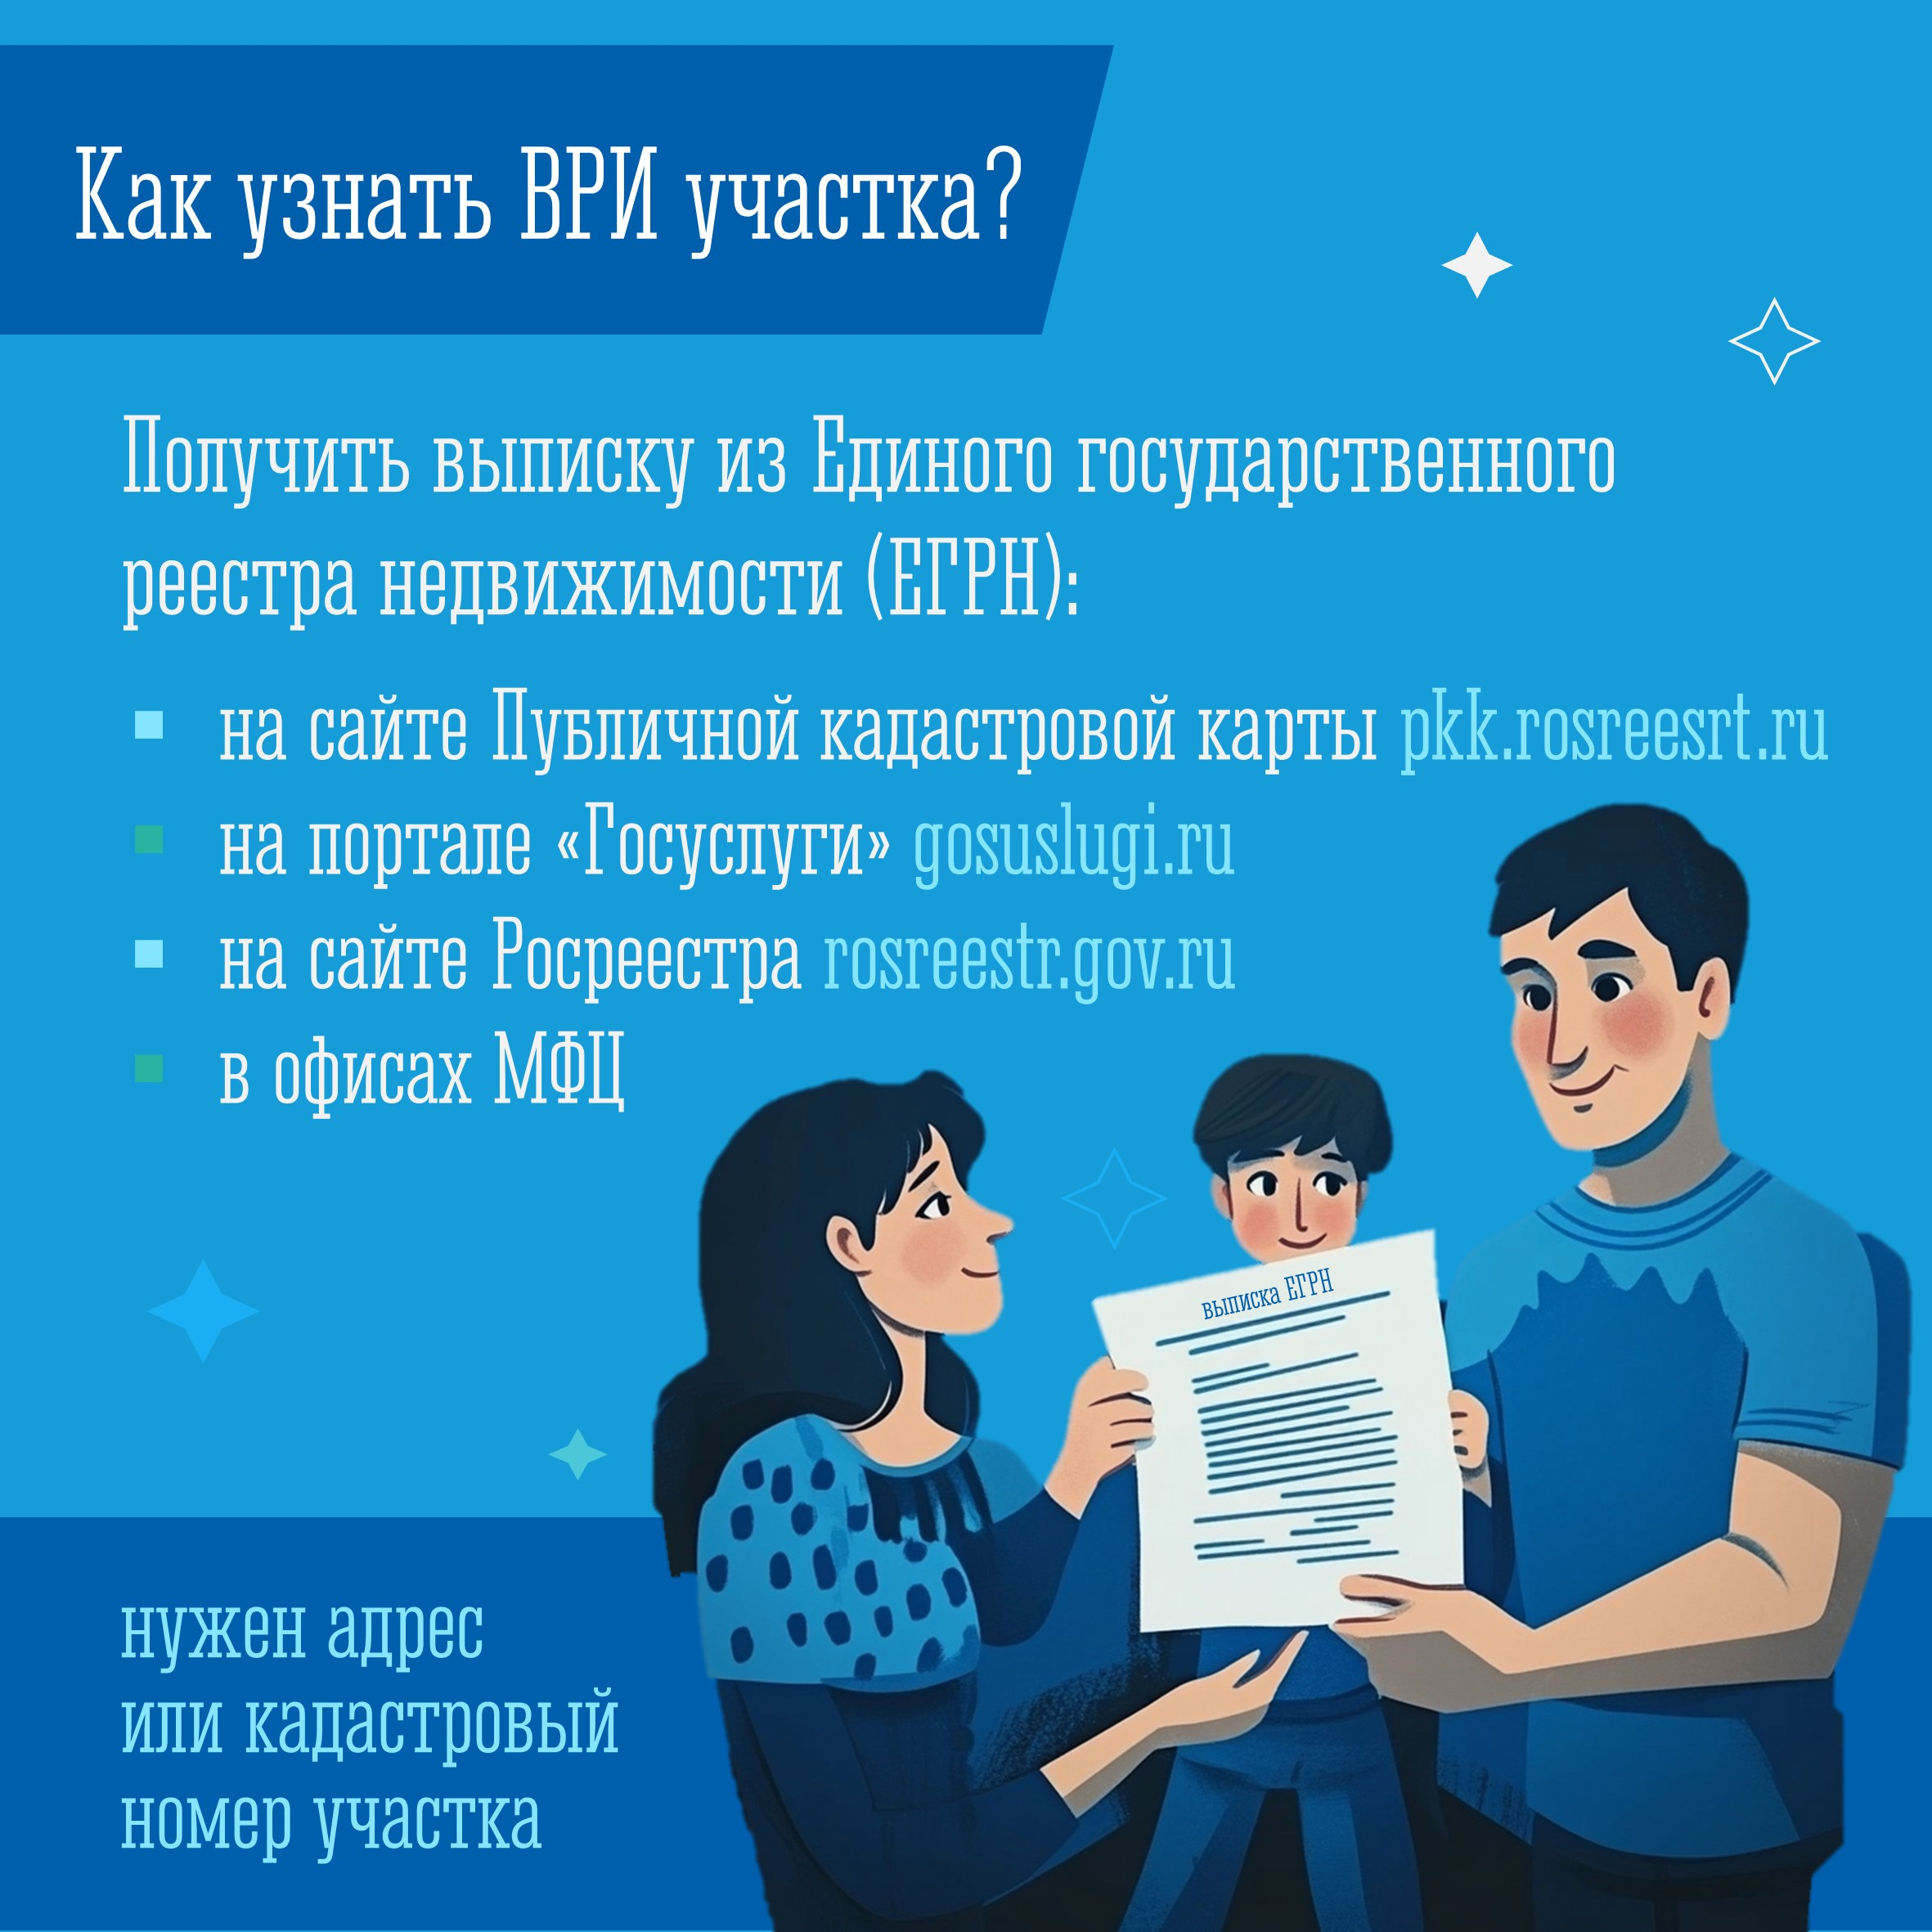 Как узнать ВРИ участка?
Получить выписку из Единого государственного
реестра недвижимости (ЕГРН):
на сайте Публичной кадастровой карты pkk.rosreesrt.ru
на портале «Госуслуги» gosuslugi.ru
на сайте Росреестра rosreestr.gov.ru
в офисах МФЦ
выписка ЕГРН
нужен адрес
или кадастровый
номер участка